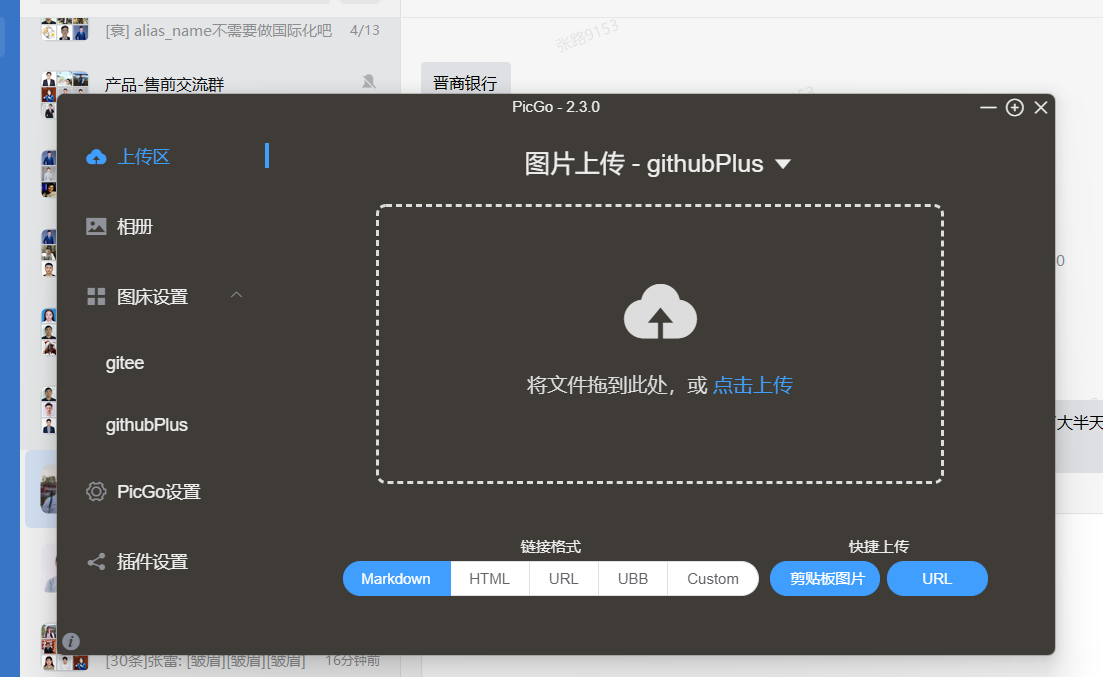 [衰] alias_name不需要做国际化吧 4/13
张路9153
产品-售前交流群
晋商银行
PicGo - 2.3.0
上传区
图片上传 - githubPlus
相册
图床设置
0
gitee
将文件拖到此处，或 点击上传
githubPlus
大半天
PicGo设置
链接格式 快捷上传
插件设置
Markdown HTML URL UBB Custom 剪贴板图片 URL
[30条]张雷: [皱眉][皱眉][皱眉] 16分钟前